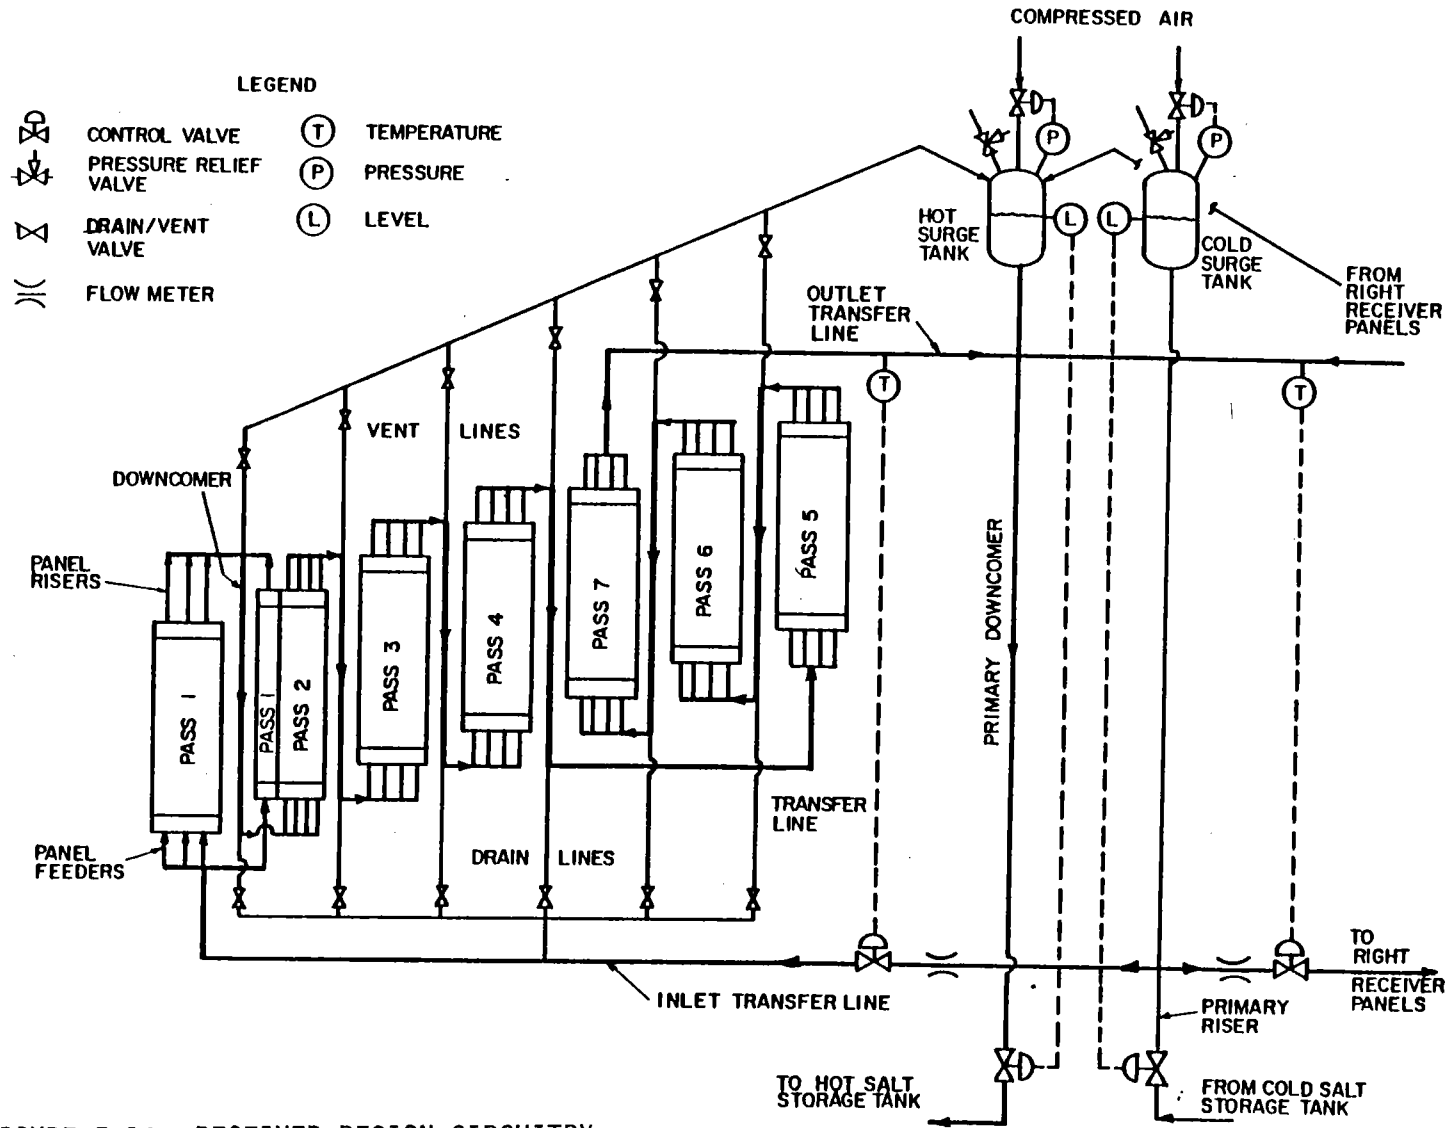 COMPRESSED AIR
LEGEND
CONTROL VALVE
PRESSURE RELIEF
VALVE
DRAIN/VENT
VALVE
FLOW METER
T
TEMPERATURE
P
PRESSURE
L
LEVEL
P
P
HOT
SURGE
TANK
L
L
COLD
SURGE
TANK
FROM
RIGHT
RECEIVER
PANELS
OUTLET
TRANSFER
LINE
T
T
VENT LINES
DOWNCOMER
PANEL
RISERS
PASS 1
PASS 1
PASS 2
PASS 3
PASS 4
PASS 7
PASS 6
PASS 5
PRIMARY DOWNCOMER
TRANSFER
LINE
PANEL
FEEDERS
DRAIN LINES
INLET TRANSFER LINE
TO
RIGHT
RECEIVER
PANELS
PRIMARY
RISER
TO HOT SALT
STORAGE TANK
FROM COLD SALT
STORAGE TANK
RECEIVER DESIGN CIRCUITRY